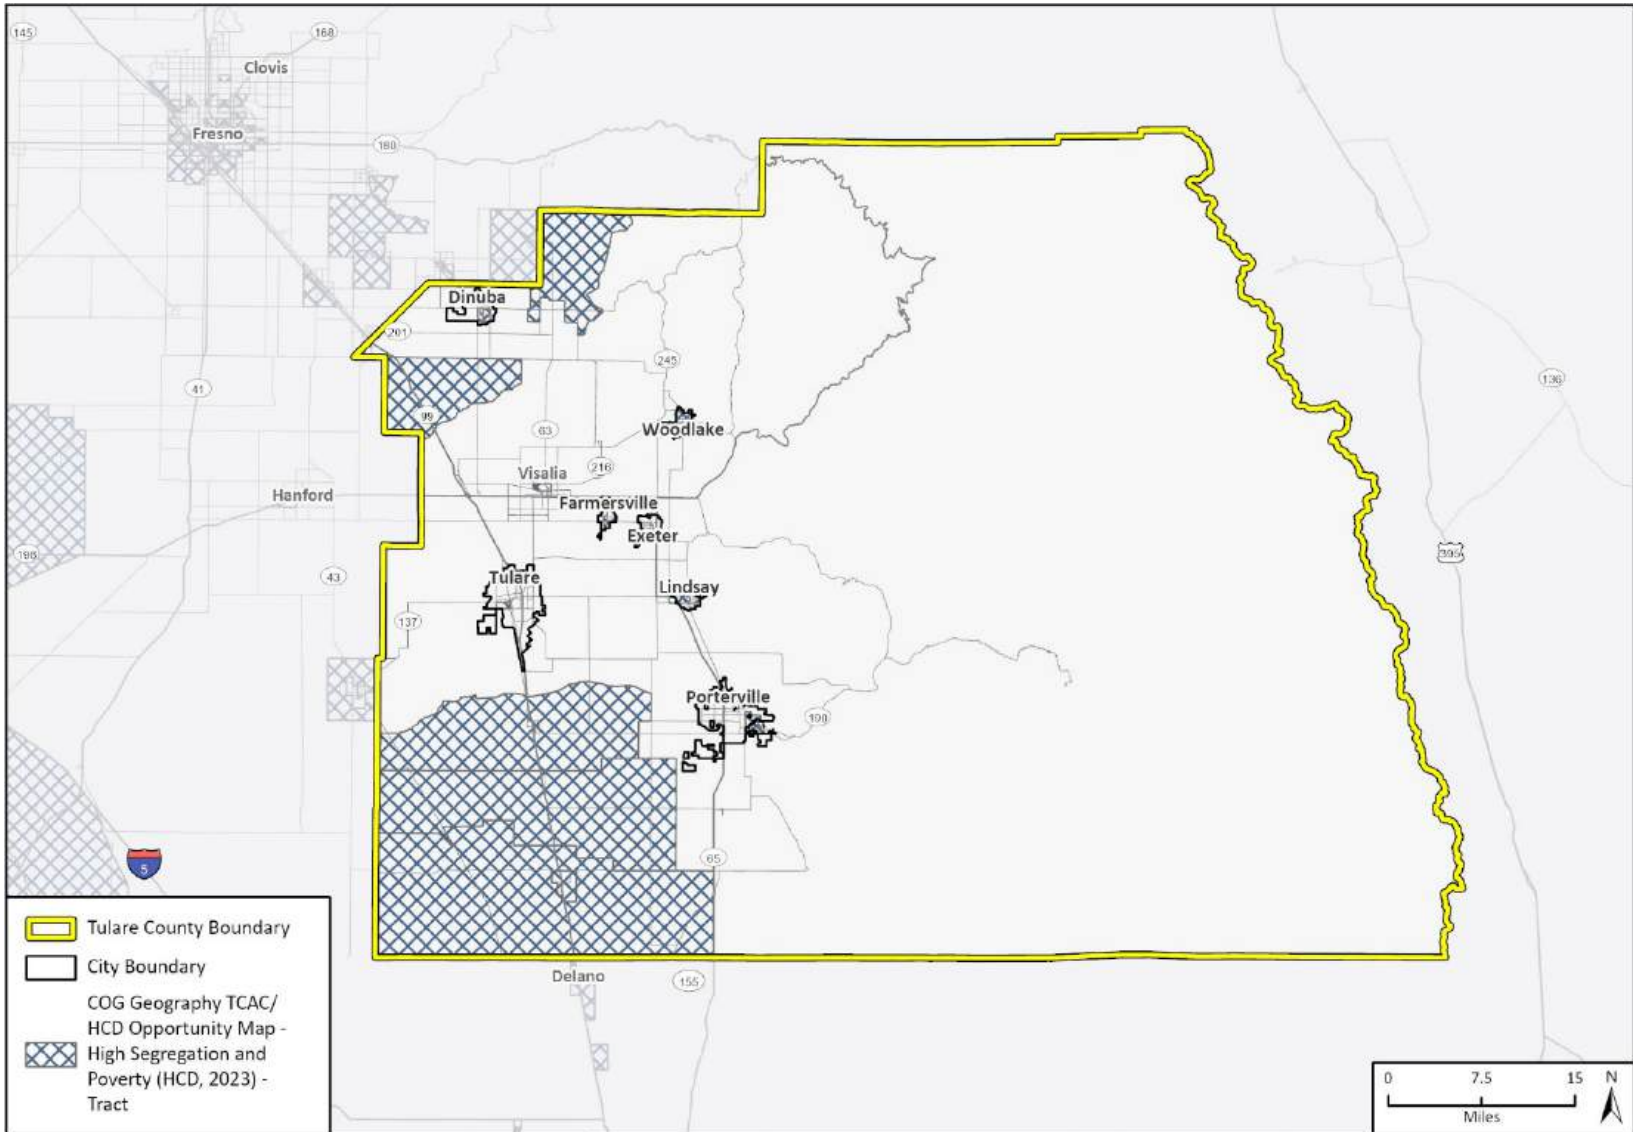 145
168
Clovis
Fresno
180
Dinuba
201
245
136
41
99
Woodlake
63
Visalia
216
Hanford
Farmersville
Exeter
198
395
43
Tulare
Lindsay
137
Porterville
190
65
5
Delano
155
Tulare County Boundary
City Boundary
COG Geography TCAC/
HCD Opportunity Map -
High Segregation and
Poverty (HCD, 2023) -
Tract
0 7.5 15 N
Miles